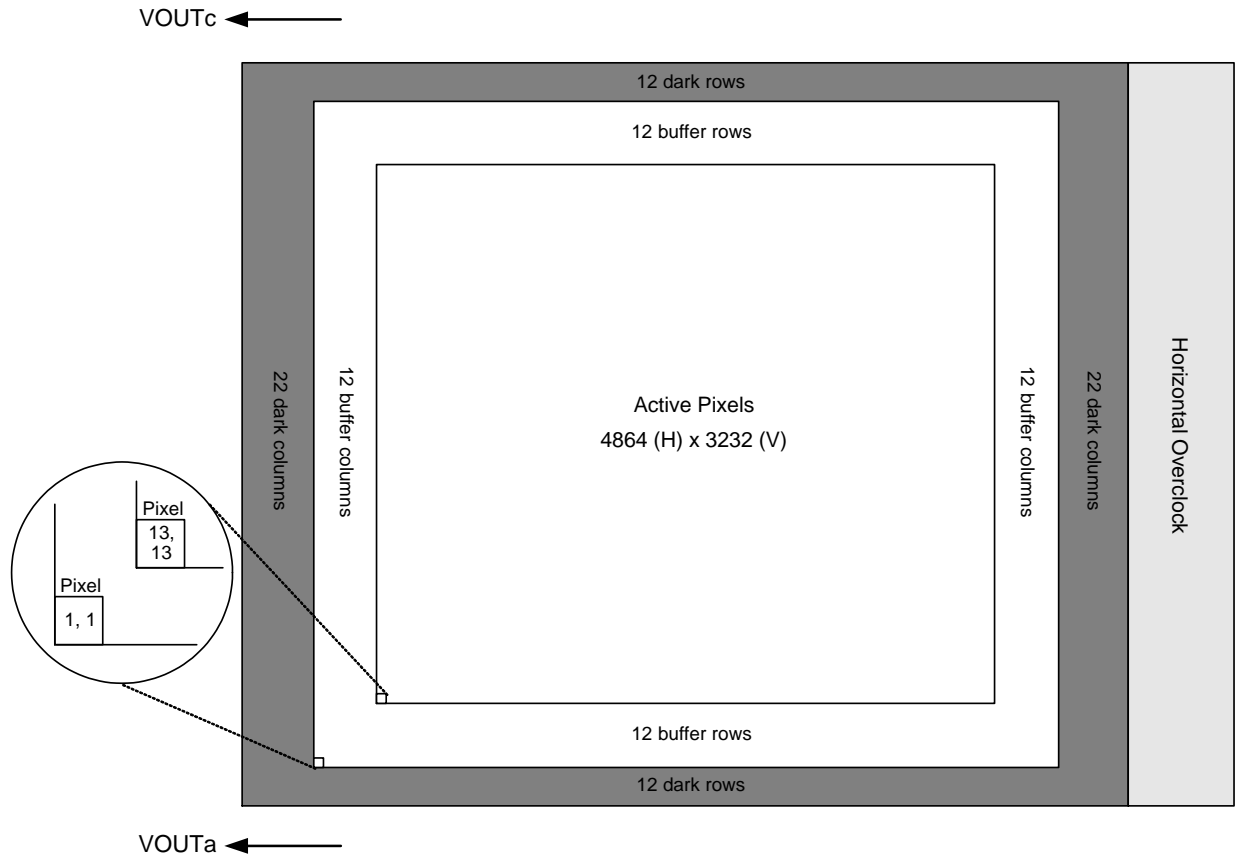 VOUTc
12 dark rows
12 buffer rows
22 dark columns
12 buffer columns
Active Pixels
4864 (H) x 3232 (V)
12 buffer columns
22 dark columns
Horizontal Overclock
Pixel
13,
13
Pixel
1, 1
12 buffer rows
12 dark rows
VOUTa